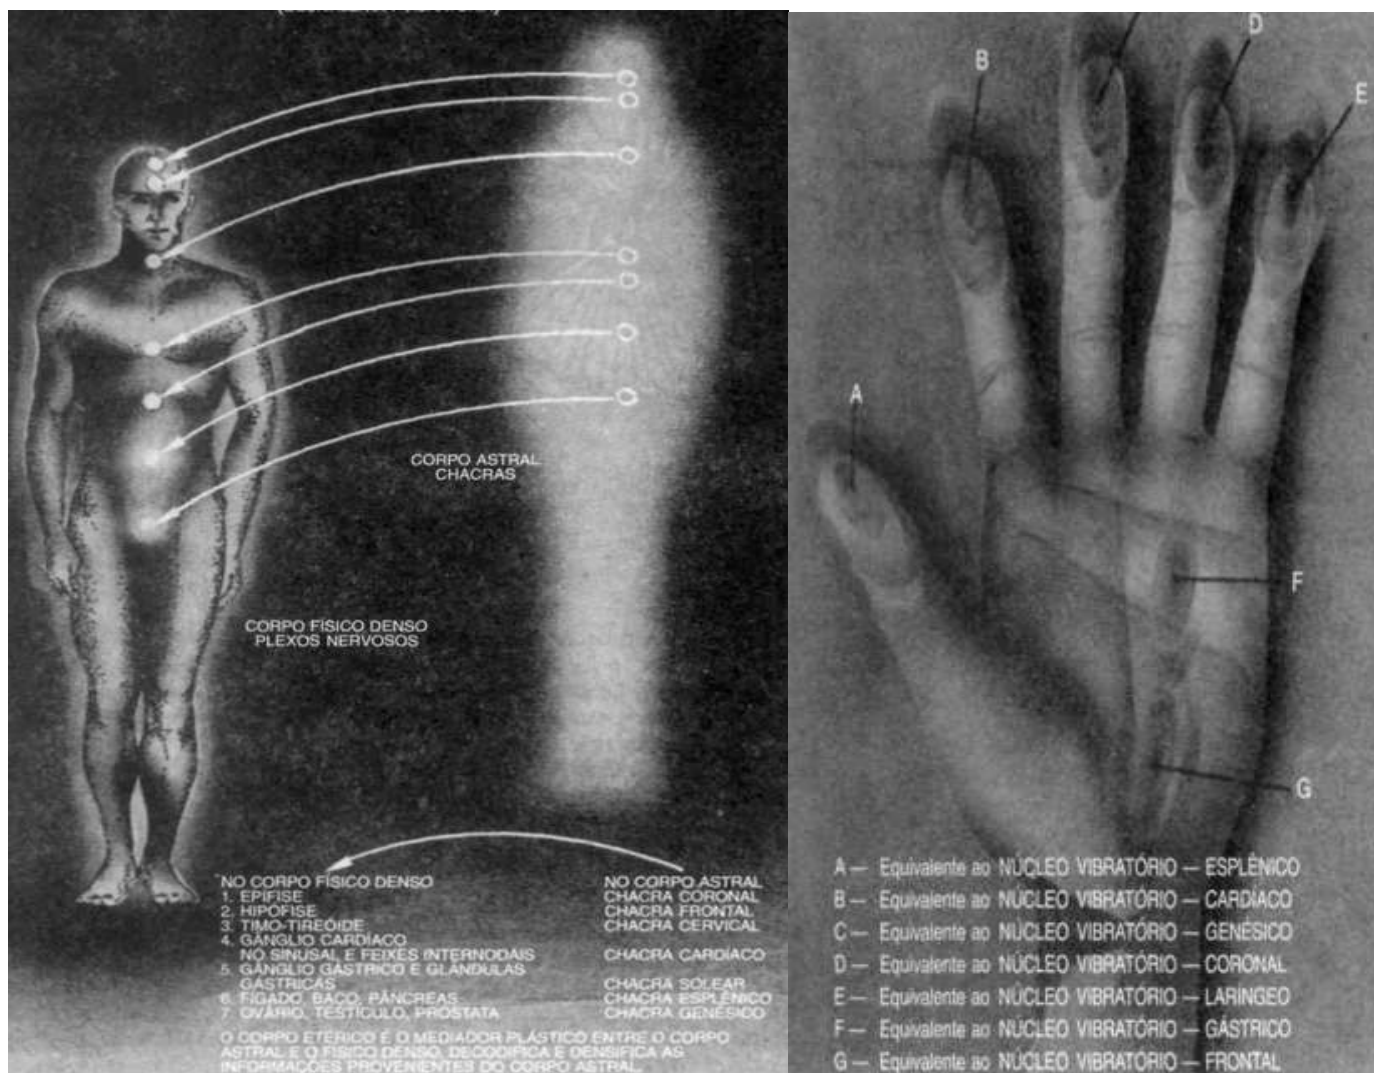 CORPO ASTRAL
CHACRAS
CORPO FÍSICO DENSO
PLEXOS NERVOSOS
NO CORPO FÍSICO DENSO NO CORPO ASTRAL
1. EPÍFISE CHACRA CORONAL
2. HIPÓFISE CHACRA FRONTAL
3. TIMO-TIREÓIDE CHACRA CERVICAL
4. GÂNGLIO CARDÍACO
NO SINUSAL E FEIXES INTERNODAIS CHACRA CARDÍACO
5. GÂNGLIO GÁSTRICO E GLÂNDULAS
GÁSTRICAS CHACRA SOLEAR
6. FÍGADO, BAÇO, PÂNCREAS CHACRA ESPLÊNICO
7. OVÁRIO, TESTÍCULO, PRÓSTATA CHACRA GENÉSICO
O CORPO ETÉRICO É O MEDIADOR PLÁSTICO ENTRE O CORPO
ASTRAL E O FÍSICO DENSO, DECODIFICA E DENSIFICA AS
INFORMAÇÕES PROVENIENTES DO CORPO ASTRAL.
D
B
E
A
F
G
A — Equivalente ao NÚCLEO VIBRATÓRIO — ESPLÊNICO
B — Equivalente ao NÚCLEO VIBRATÓRIO — CARDÍACO
C — Equivalente ao NÚCLEO VIBRATÓRIO — GENÉSICO
D — Equivalente ao NÚCLEO VIBRATÓRIO — CORONAL
E — Equivalente ao NÚCLEO VIBRATÓRIO — LARINGEO
F — Equivalente ao NÚCLEO VIBRATÓRIO — GÁSTRICO
G — Equivalente ao NÚCLEO VIBRATÓRIO — FRONTAL